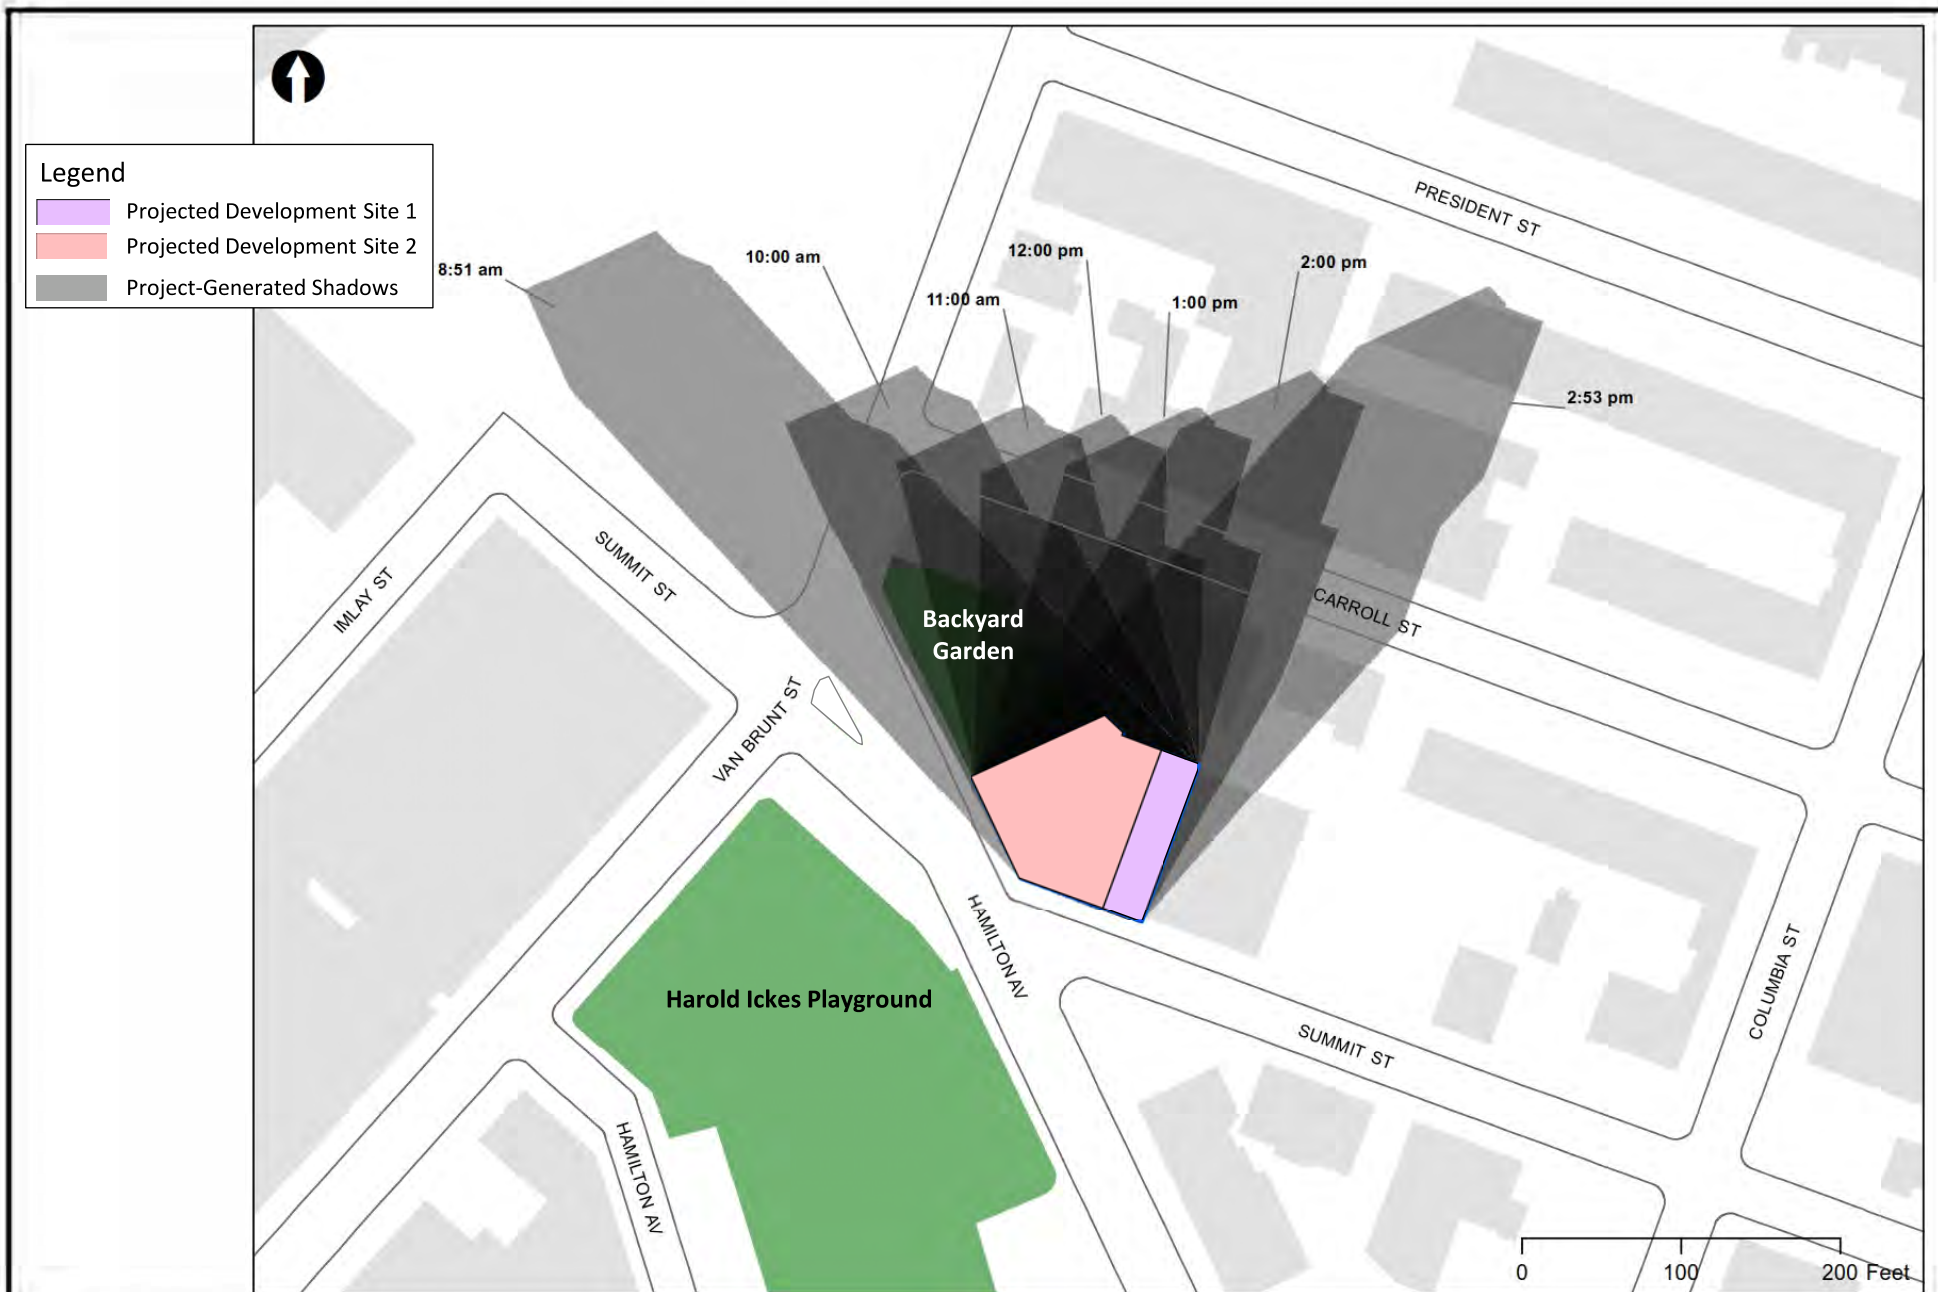 Legend
Projected Development Site 1
Projected Development Site 2
Project-Generated Shadows
8:51 am
10:00 am
11:00 am
12:00 pm
1:00 pm
2:00 pm
2:53 pm
PRESIDENT ST
SUMMIT ST
IMLAY ST
VAN BRUNT ST
Backyard
Garden
CARROLL ST
HAMILTON AV
Harold Ickes Playground
COLUMBIA ST
SUMMIT ST
HAMILTON AV
0 100 200 Feet